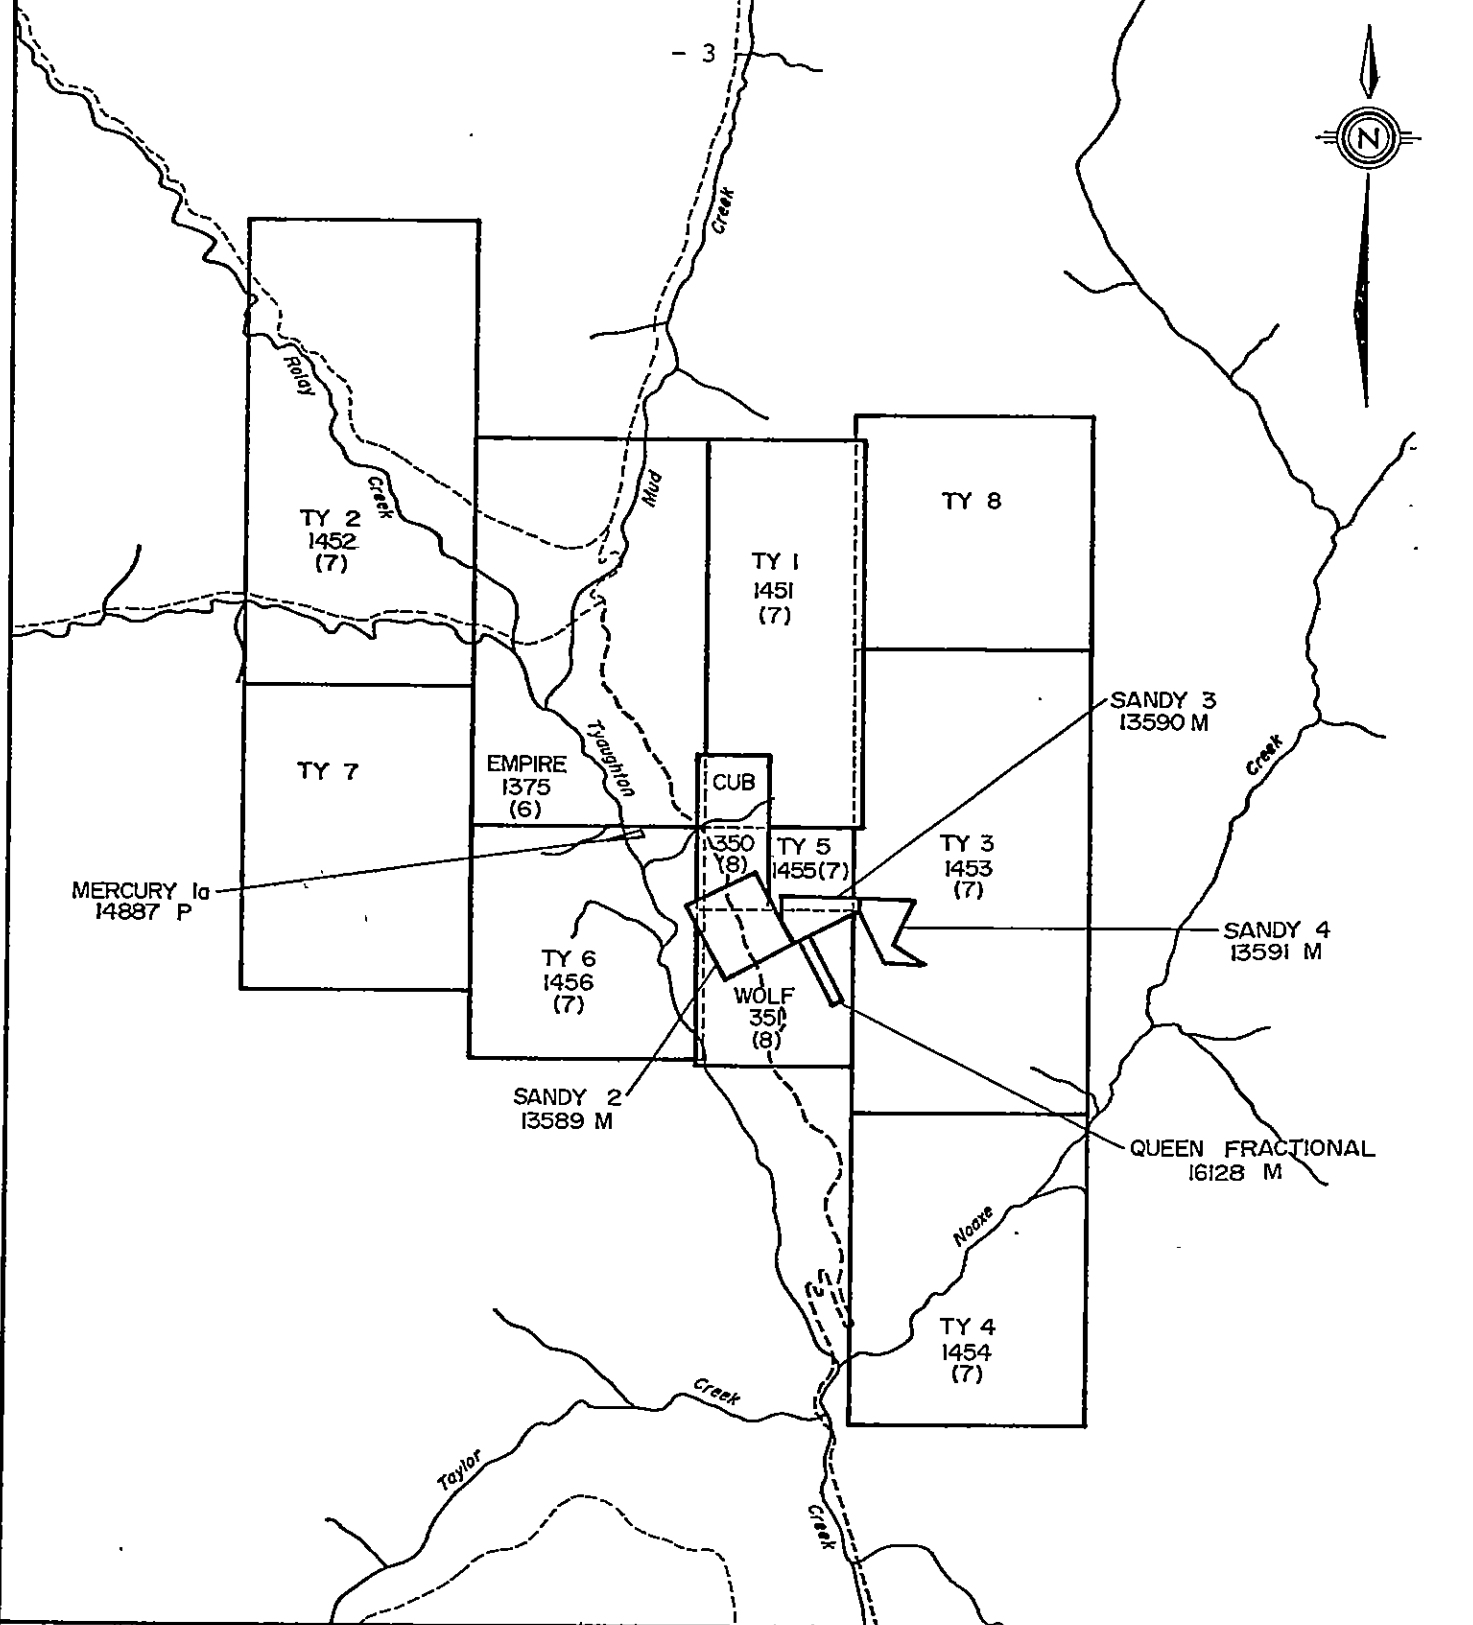 - 3
N
Creek
Rolay
Creek
Mud
TY 2
1452
(7)
TY 8
TY 1
1451
(7)
SANDY 3
13590 M
Creek
Tyaughton
TY 7
EMPIRE
1375
(6)
CUB
350
(8)
TY 5
1455(7)
TY 3
1453
(7)
MERCURY 1a
14887 P
SANDY 4
13591 M
TY 6
1456
(7)
WOLF
351
(8)
SANDY 2
13589 M
QUEEN FRACTIONAL
16128 M
Noaxe
TY 4
1454
(7)
Creek
Taylor
Creek